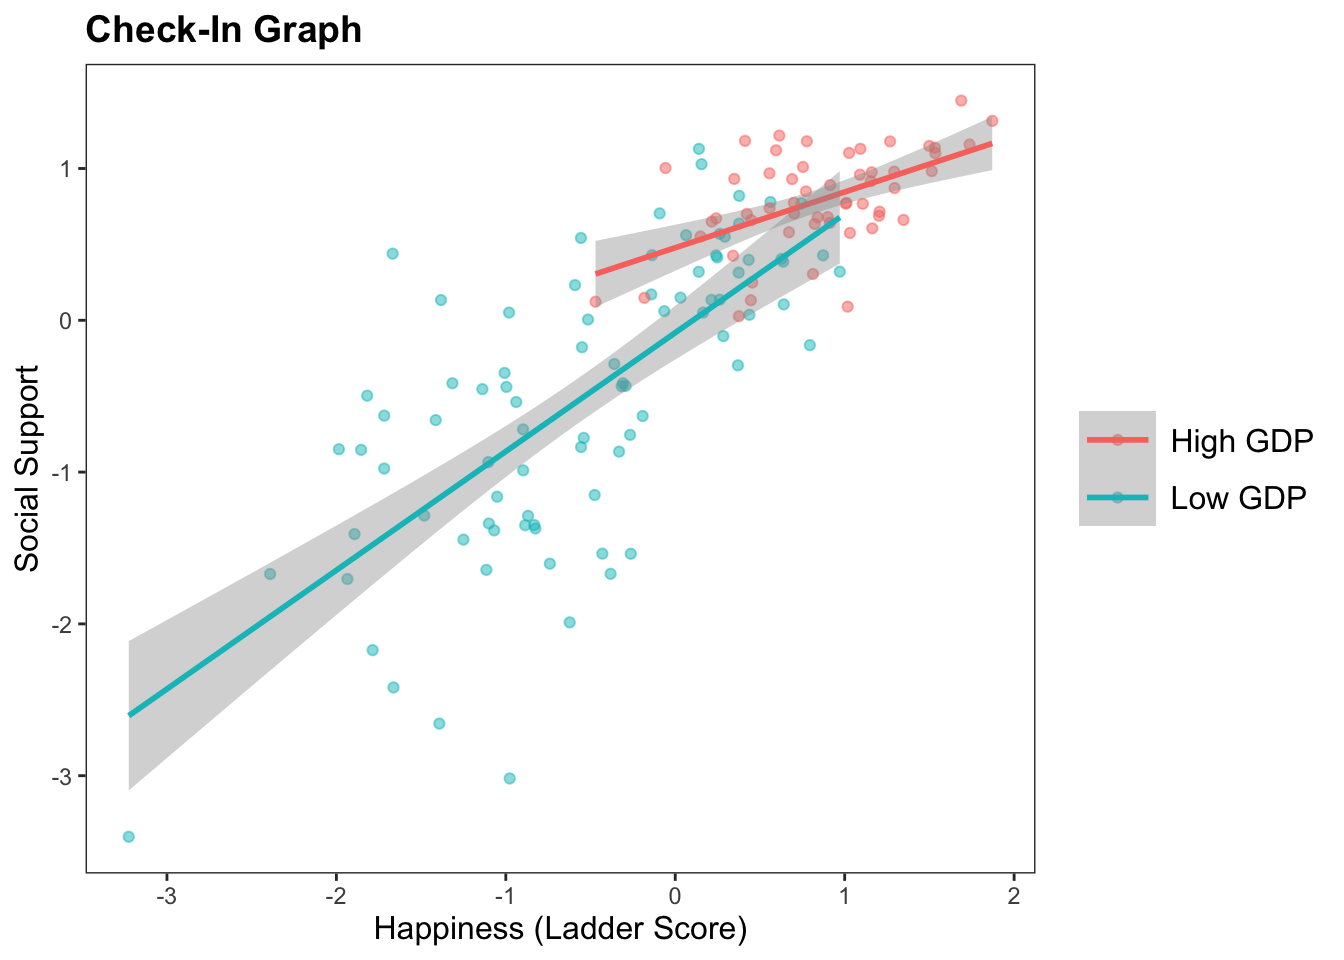 Check-In Graph
1
0
-1
-2
-3
Social Support
-3
-2
-1
0
1
2
Happiness (Ladder Score)
High GDP
Low GDP